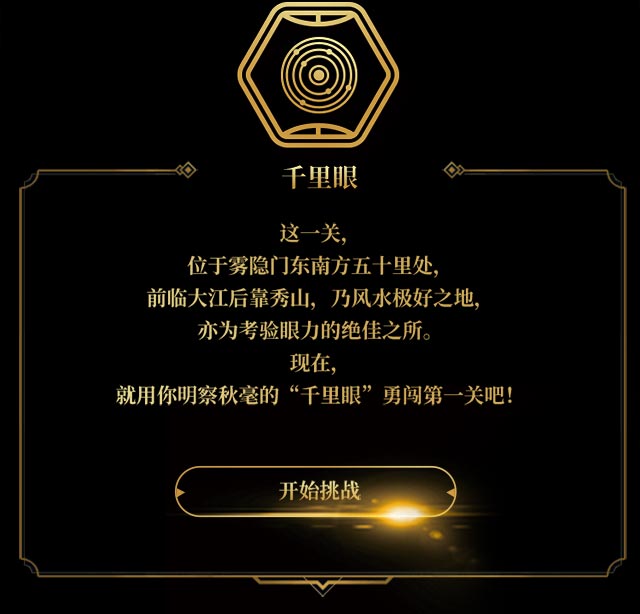 千里眼
这一关，
位于雾隐门东南方五十里处，
前临大江后靠秀山，乃风水极好之地，
亦为考验眼力的绝佳之所。
现在，
就用你明察秋毫的“千里眼”勇闯第一关吧！
开始挑战